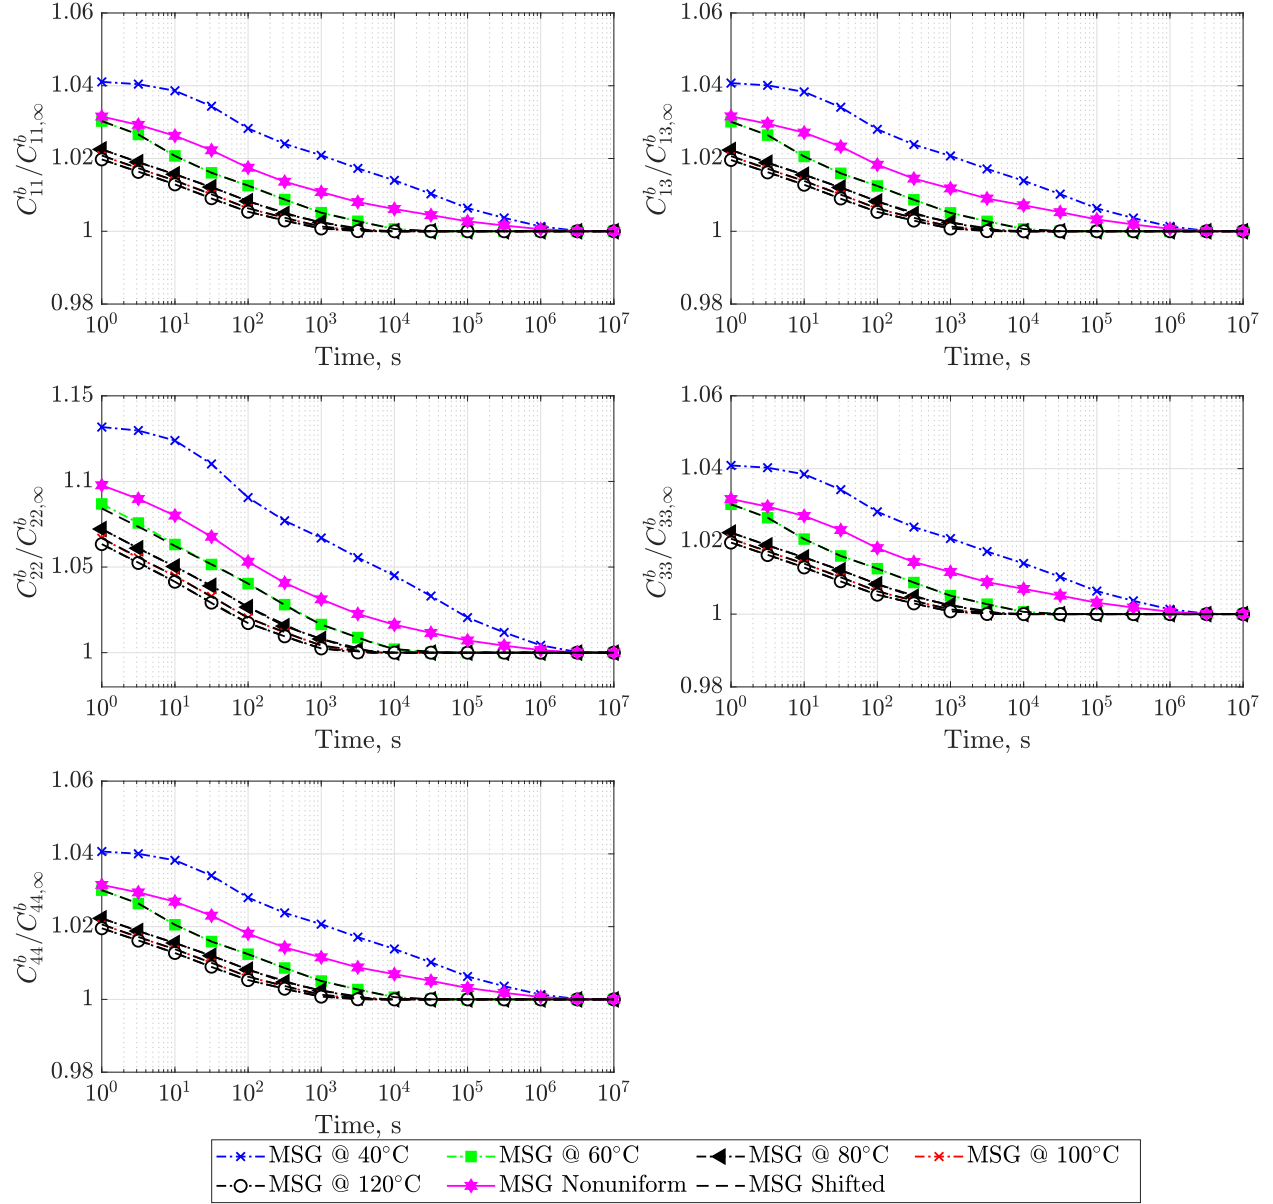 1.06
1.04
1.02
1
0.98
C^b_{11}/C^b_{11,∞}
10^0 10^1 10^2 10^3 10^4 10^5 10^6 10^7
Time, s
1.06
1.04
1.02
1
0.98
C^b_{13}/C^b_{13,∞}
10^0 10^1 10^2 10^3 10^4 10^5 10^6 10^7
Time, s
1.15
1.1
1.05
1
C^b_{22}/C^b_{22,∞}
10^0 10^1 10^2 10^3 10^4 10^5 10^6 10^7
Time, s
1.06
1.04
1.02
1
0.98
C^b_{33}/C^b_{33,∞}
10^0 10^1 10^2 10^3 10^4 10^5 10^6 10^7
Time, s
1.06
1.04
1.02
1
0.98
C^b_{44}/C^b_{44,∞}
10^0 10^1 10^2 10^3 10^4 10^5 10^6 10^7
Time, s
MSG @ 40°C MSG @ 60°C MSG @ 80°C MSG @ 100°C
MSG @ 120°C MSG Nonuniform MSG Shifted